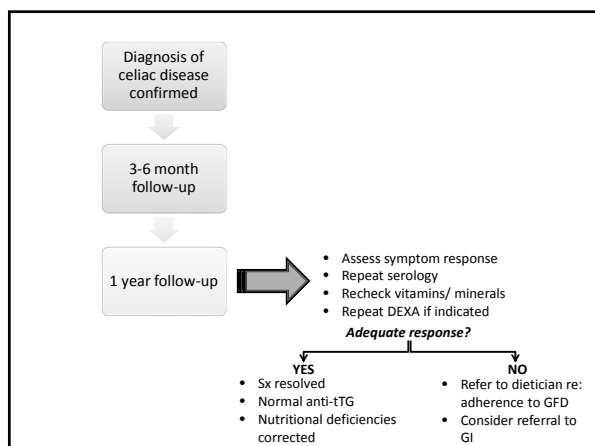 Diagnosis of
celiac disease
confirmed
3-6 month
follow-up
1 year follow-up
• Assess symptom response
• Repeat serology
• Recheck vitamins/ minerals
• Repeat DEXA if indicated
Adequate response?
YES
• Sx resolved
• Normal anti-tTG
• Nutritional deficiencies
corrected
NO
• Refer to dietician re:
adherence to GFD
• Consider referral to
GI